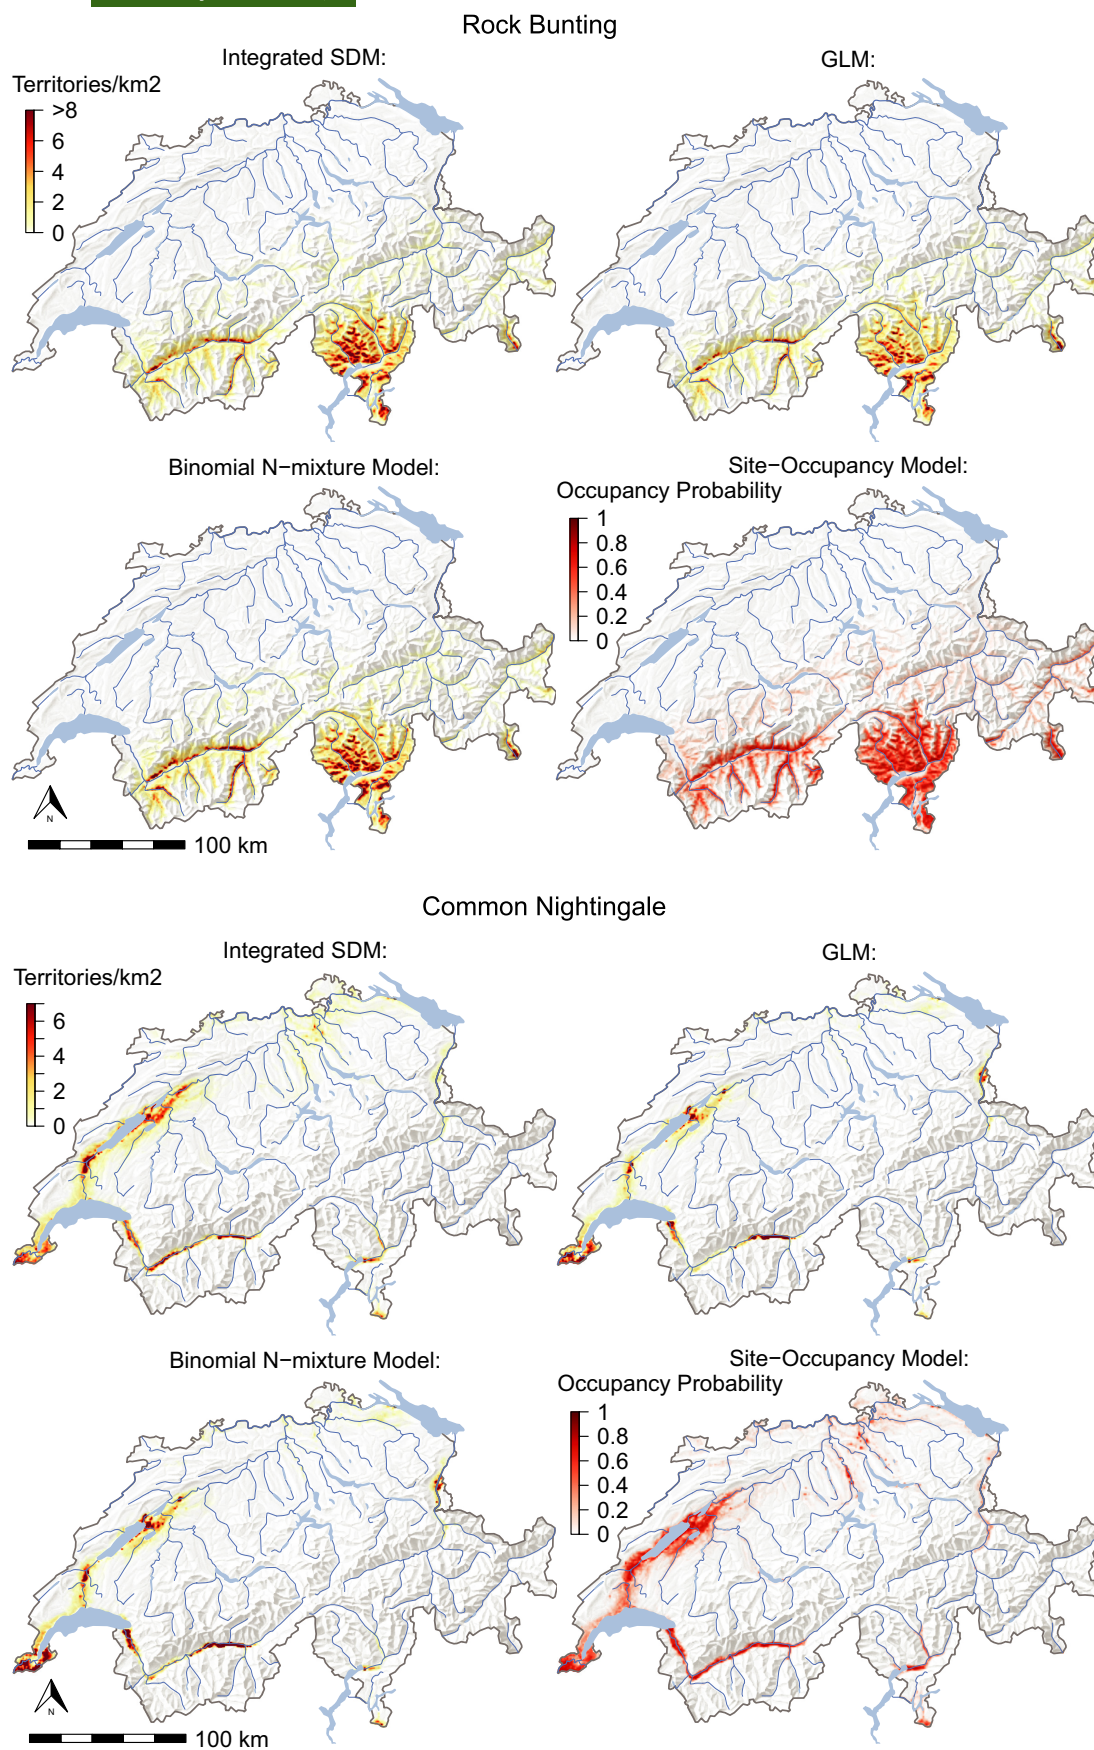 Rock Bunting
Integrated SDM:
GLM:
Territories/km2
>8
6
4
2
0
Binomial N−mixture Model:
Site−Occupancy Model:
Occupancy Probability
1
0.8
0.6
0.4
0.2
0
N
100 km
Common Nightingale
Integrated SDM:
GLM:
Territories/km2
6
4
2
0
Binomial N−mixture Model:
Site−Occupancy Model:
Occupancy Probability
1
0.8
0.6
0.4
0.2
0
N
100 km